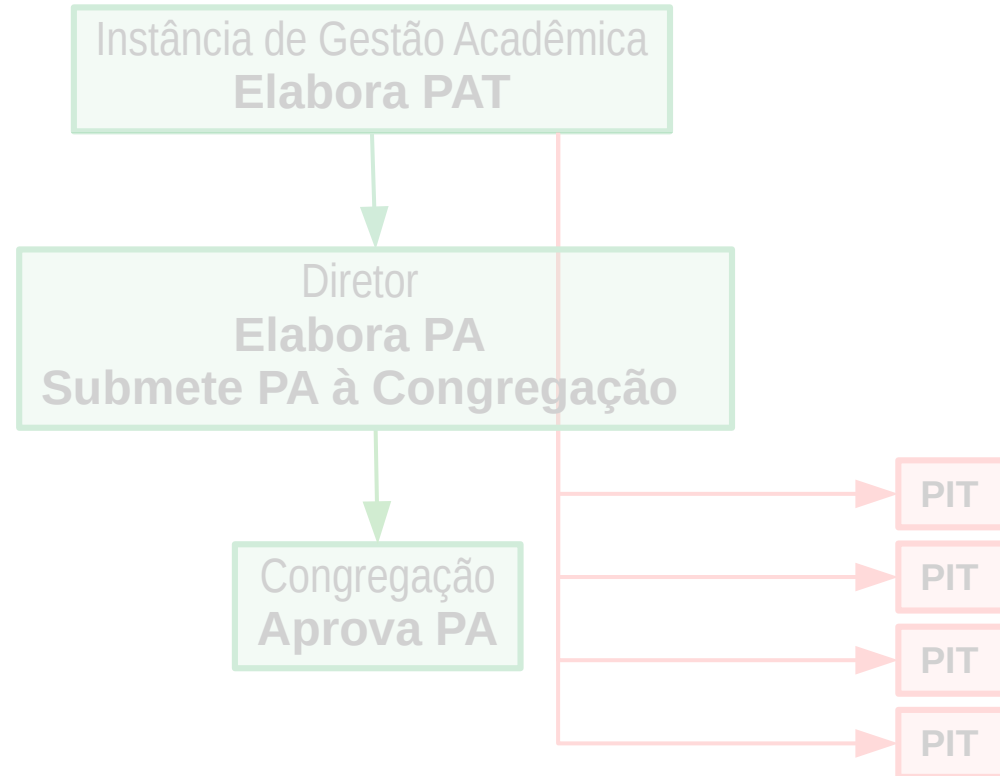 Instância de Gestão Acadêmica
Elabora PAT
Diretor
Elabora PA
Submete PA à Congregação
PIT
Congregação
Aprova PA
PIT
PIT
PIT